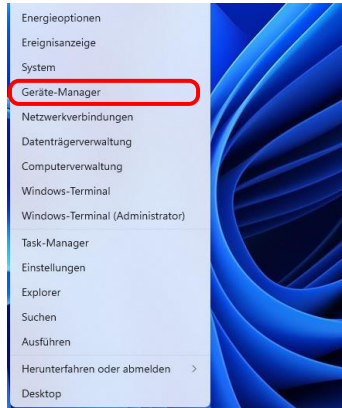 Energieoptionen
Ereignisanzeige
System
Geräte-Manager
Netzwerkverbindungen
Datenträgerverwaltung
Computerverwaltung
Windows-Terminal
Windows-Terminal (Administrator)
Task-Manager
Einstellungen
Explorer
Suchen
Ausführen
Herunterfahren oder abmelden
Desktop